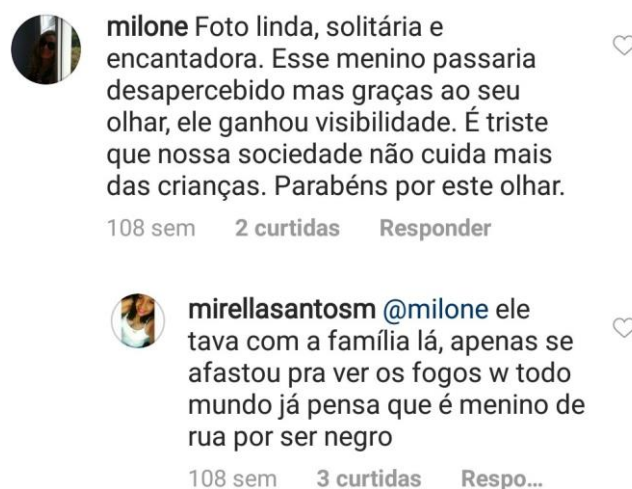 milone Foto linda, solitária e
encantadora. Esse menino passaria
desapercebido mas graças ao seu
olhar, ele ganhou visibilidade. É triste
que nossa sociedade não cuida mais
das crianças. Parabéns por este olhar.
108 sem 2 curtidas Responder
mirellasantosm @milone ele
tava com a família lá, apenas se
afastou pra ver os fogos w todo
mundo já pensa que é menino de
rua por ser negro
108 sem 3 curtidas Respo...